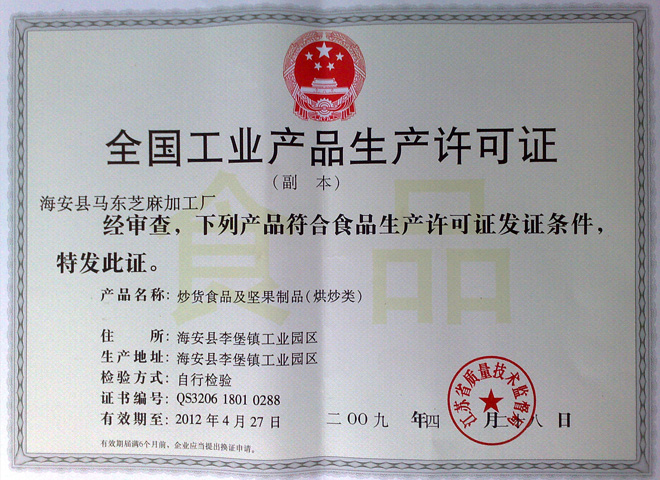 全国工业产品生产许可证
(副 本)
海安县马东芝麻加工厂
经审查，下列产品符合食品生产许可证发证条件，
特发此证。
食品
产品名称：炒货食品及坚果制品(烘炒类)
住 所：海安县李堡镇工业园区
生产地址：海安县李堡镇工业园区
检验方式：自行检验
证书编号：QS3206 1801 0288
有效期至：2012 年 4 月 27 日
二〇〇九 年四 月二八 日
江苏省质量技术监督局
有效期届满6个月前，企业应当提出换证申请。